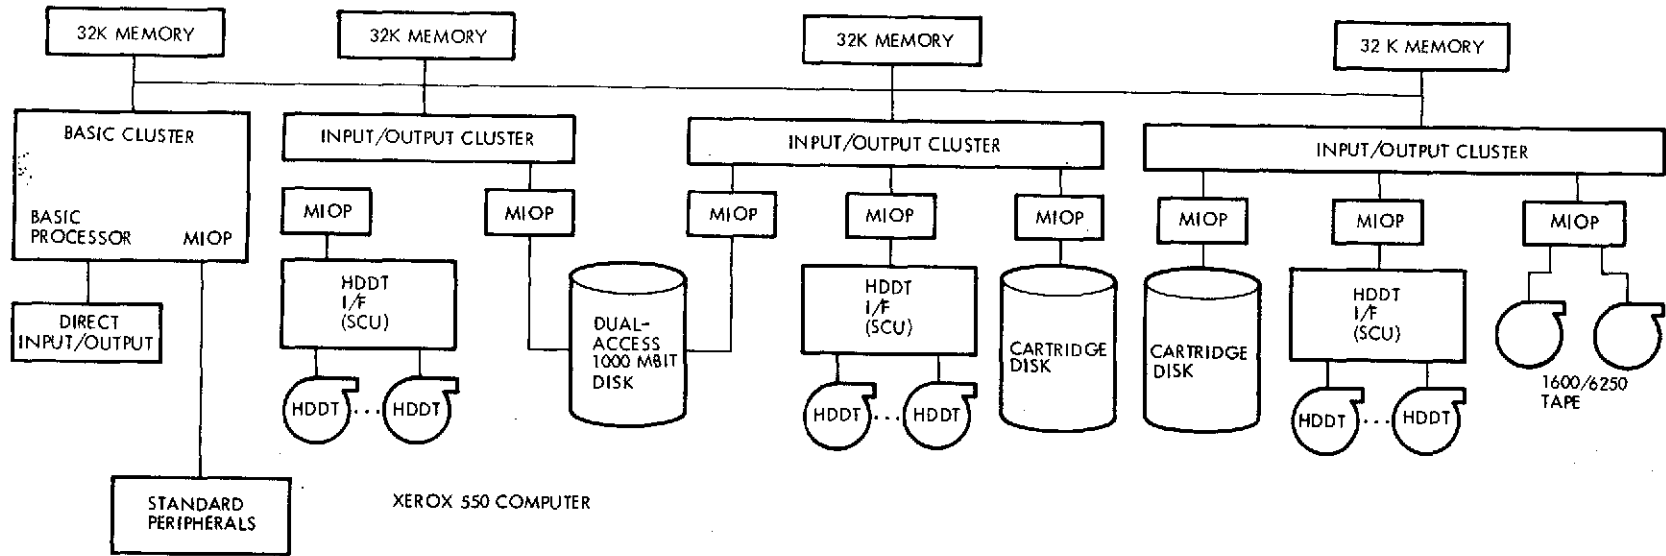 32K MEMORY
32K MEMORY
32K MEMORY
32 K MEMORY
BASIC CLUSTER
BASIC
PROCESSOR
MIOP
INPUT/OUTPUT CLUSTER
INPUT/OUTPUT CLUSTER
INPUT/OUTPUT CLUSTER
MIOP
MIOP
MIOP
MIOP
MIOP
MIOP
MIOP
MIOP
DIRECT
INPUT/OUTPUT
HDDT
I/F
(SCU)
DUAL-
ACCESS
1000 MBIT
DISK
HDDT
I/F
(SCU)
CARTRIDGE
DISK
CARTRIDGE
DISK
HDDT
I/F
(SCU)
1600/6250
TAPE
HDDT...HDDT
HDDT...HDDT
HDDT...HDDT
STANDARD
PERIPHERALS
XEROX 550 COMPUTER